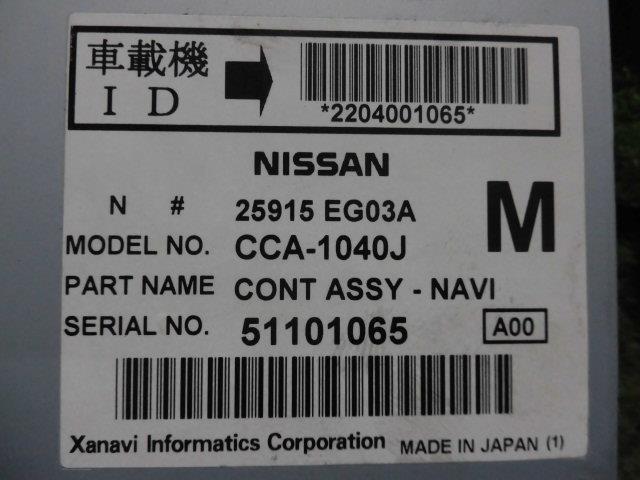 車載機
ID
*2204001065*
NISSAN
N # 25915 EG03A
M
MODEL NO. CCA-1040J
PART NAME CONT ASSY - NAVI
SERIAL NO. 51101065 A00
Xanavi Informatics Corporation MADE IN JAPAN (1)